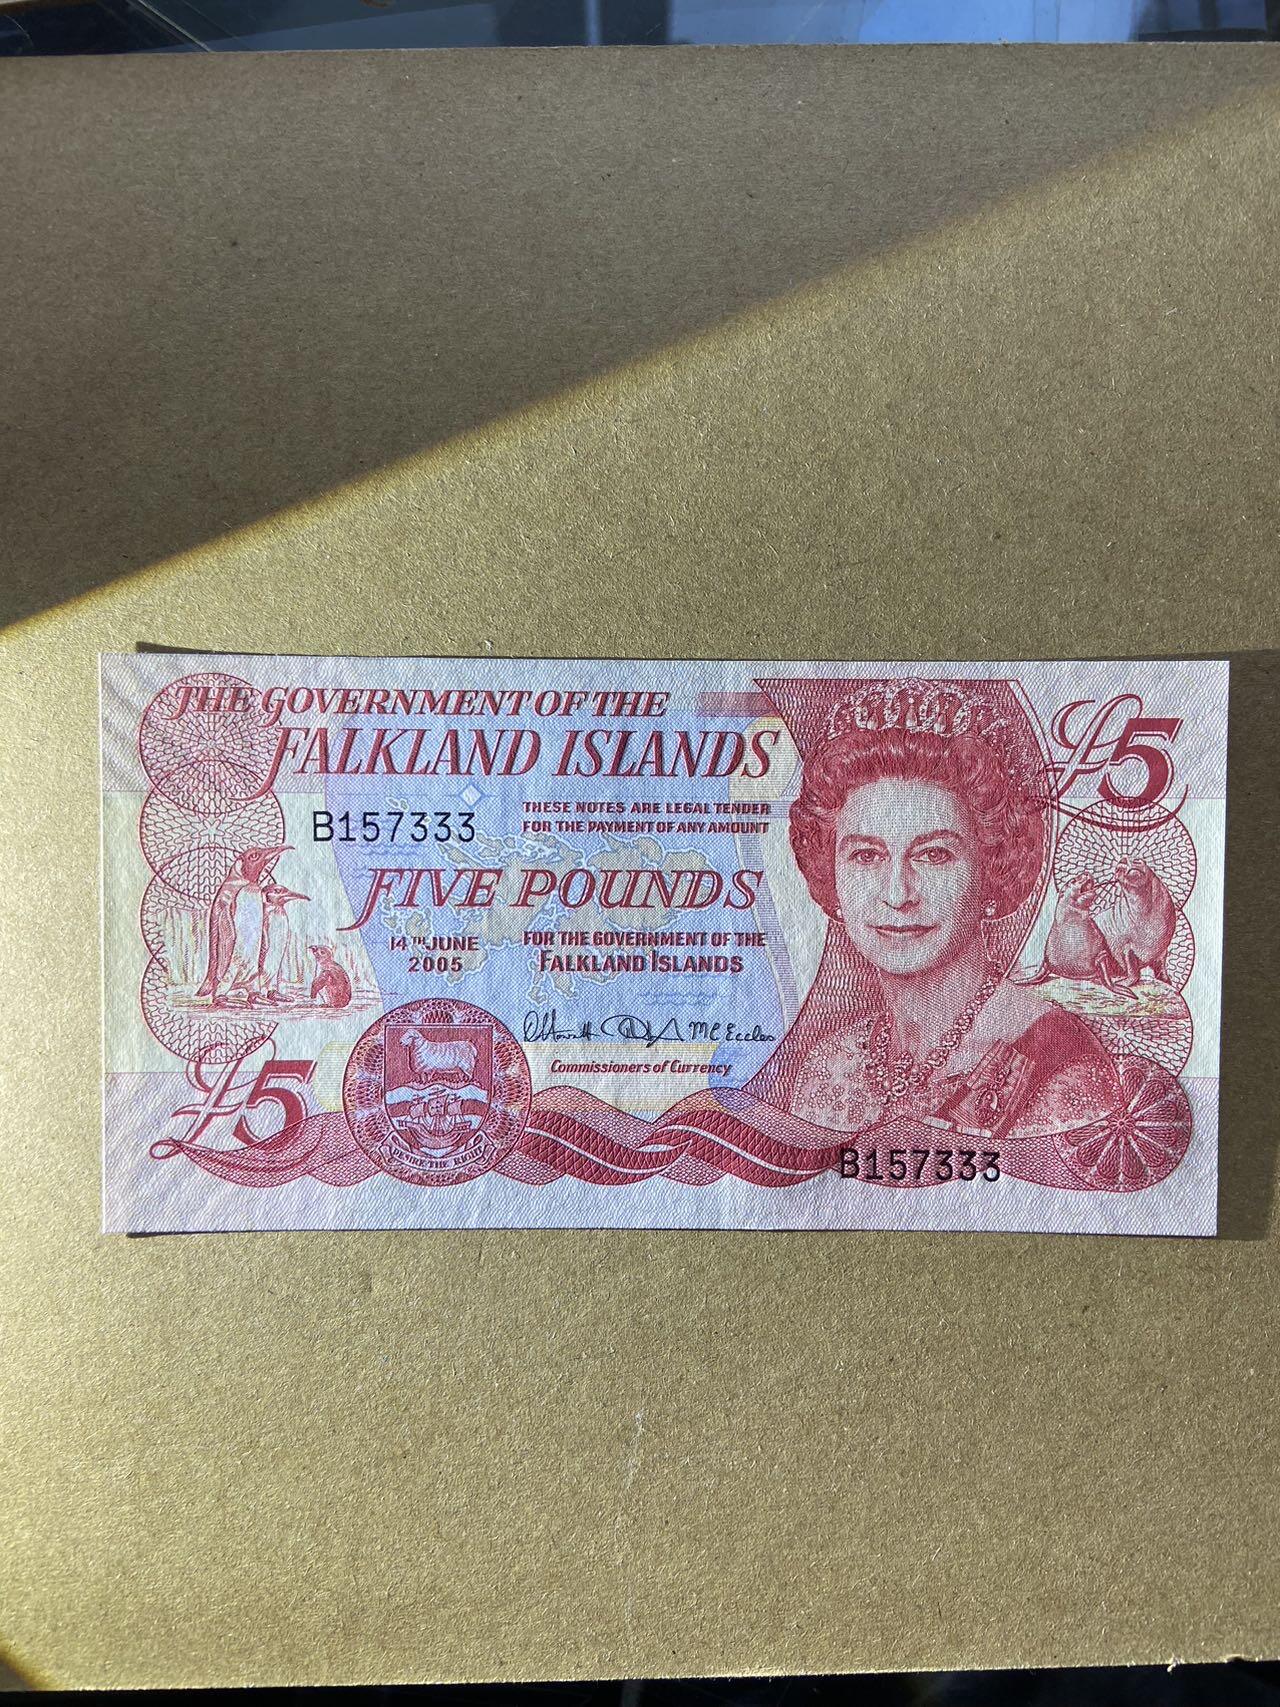 THE GOVERNMENT OF THE
FALKLAND ISLANDS
£5
B157333
THESE NOTES ARE LEGAL TENDER
FOR THE PAYMENT OF ANY AMOUNT
FIVE POUNDS
14TH JUNE
2005
FOR THE GOVERNMENT OF THE
FALKLAND ISLANDS
Commissioners of Currency
£5
DESIRE THE RIGHT
B157333